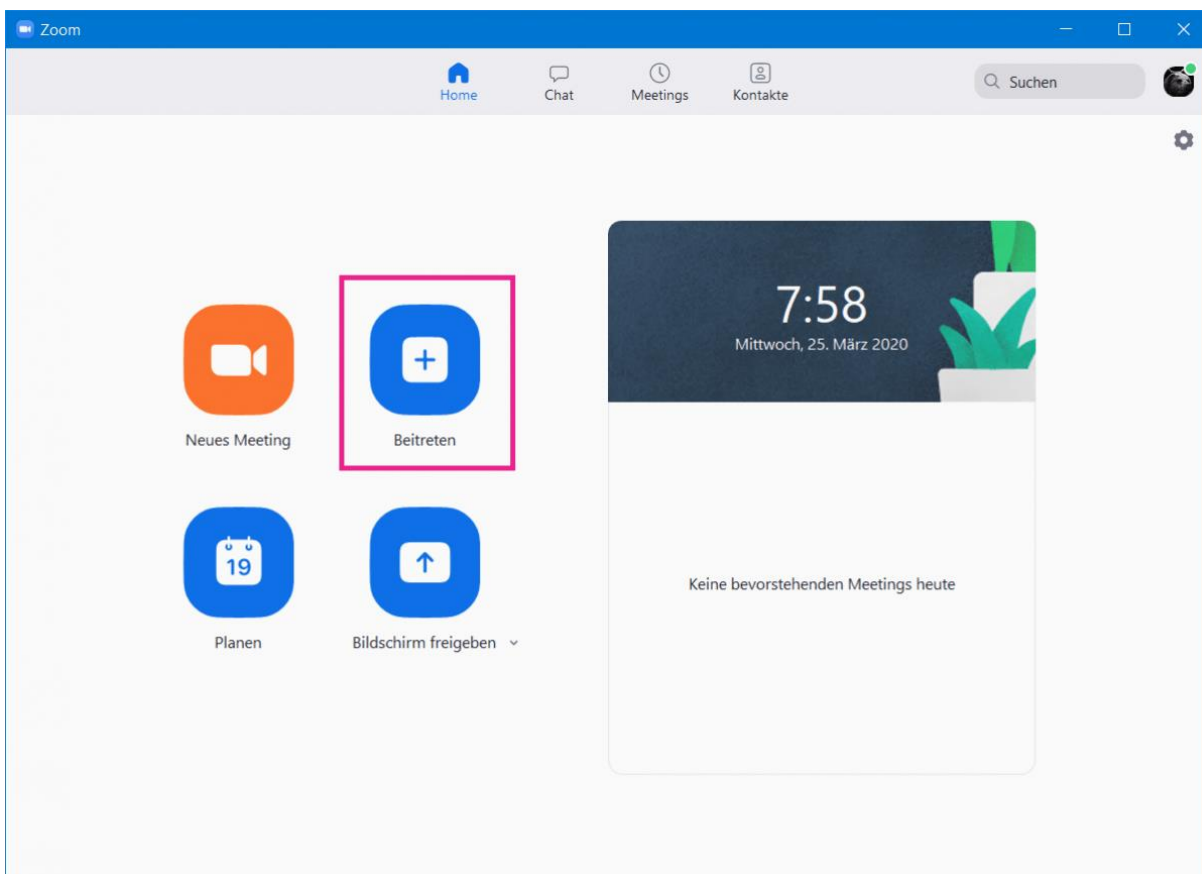 Zoom
Home
Chat
Meetings
Kontakte
Suchen
7:58
Mittwoch, 25. März 2020
Neues Meeting
Beitreten
19
Keine bevorstehenden Meetings heute
Planen
Bildschirm freigeben